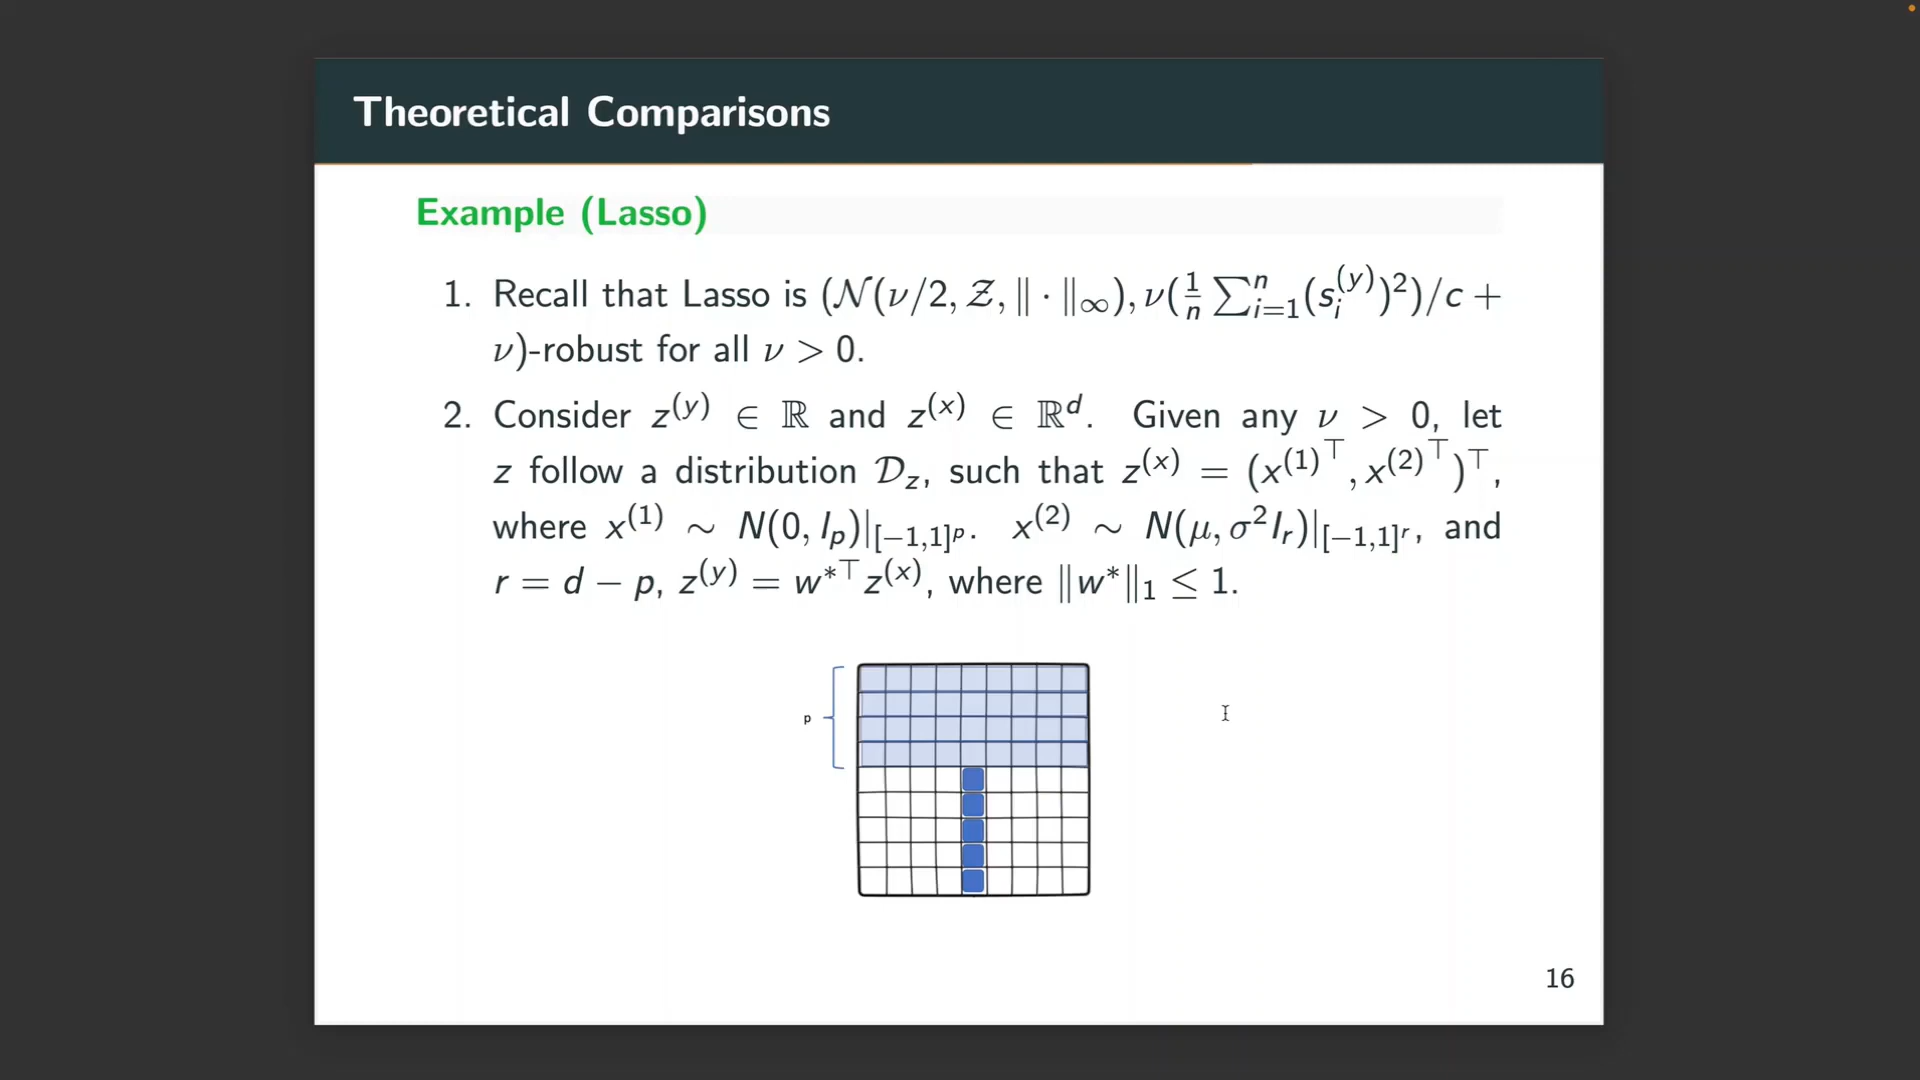 Theoretical Comparisons
Example (Lasso)
1. Recall that Lasso is (𝒩(ν/2, 𝒵, ‖ · ‖∞), ν(1/n ∑ⁿᵢ₌₁(sᵢ⁽ʸ⁾)²)/c +
ν)-robust for all ν > 0.
2. Consider z⁽ʸ⁾ ∈ ℝ and z⁽ˣ⁾ ∈ ℝᵈ. Given any ν > 0, let
z follow a distribution 𝒟_z, such that z⁽ˣ⁾ = (x⁽¹⁾⊤, x⁽²⁾⊤)⊤,
where x⁽¹⁾ ∼ N(0, I_p)|_{[−1,1]^p}. x⁽²⁾ ∼ N(μ, σ²I_r)|_{[−1,1]^r}, and
r = d − p, z⁽ʸ⁾ = w*⊤z⁽ˣ⁾, where ‖w*‖₁ ≤ 1.
p
16